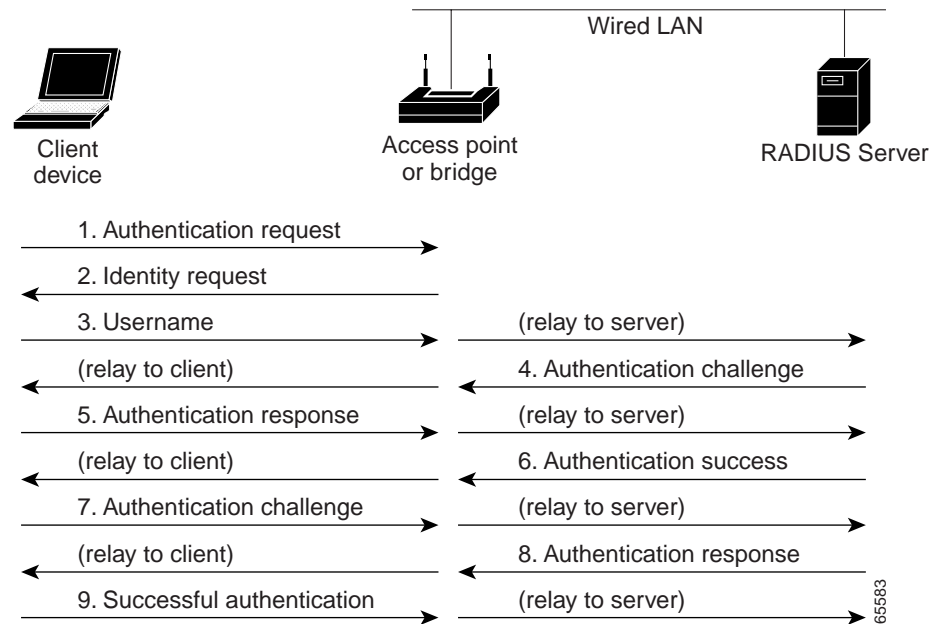 Wired LAN
Client
device
Access point
or bridge
RADIUS Server
1. Authentication request
2. Identity request
3. Username
(relay to server)
(relay to client)
4. Authentication challenge
5. Authentication response
(relay to server)
(relay to client)
6. Authentication success
7. Authentication challenge
(relay to server)
(relay to client)
8. Authentication response
9. Successful authentication
(relay to server)
65583